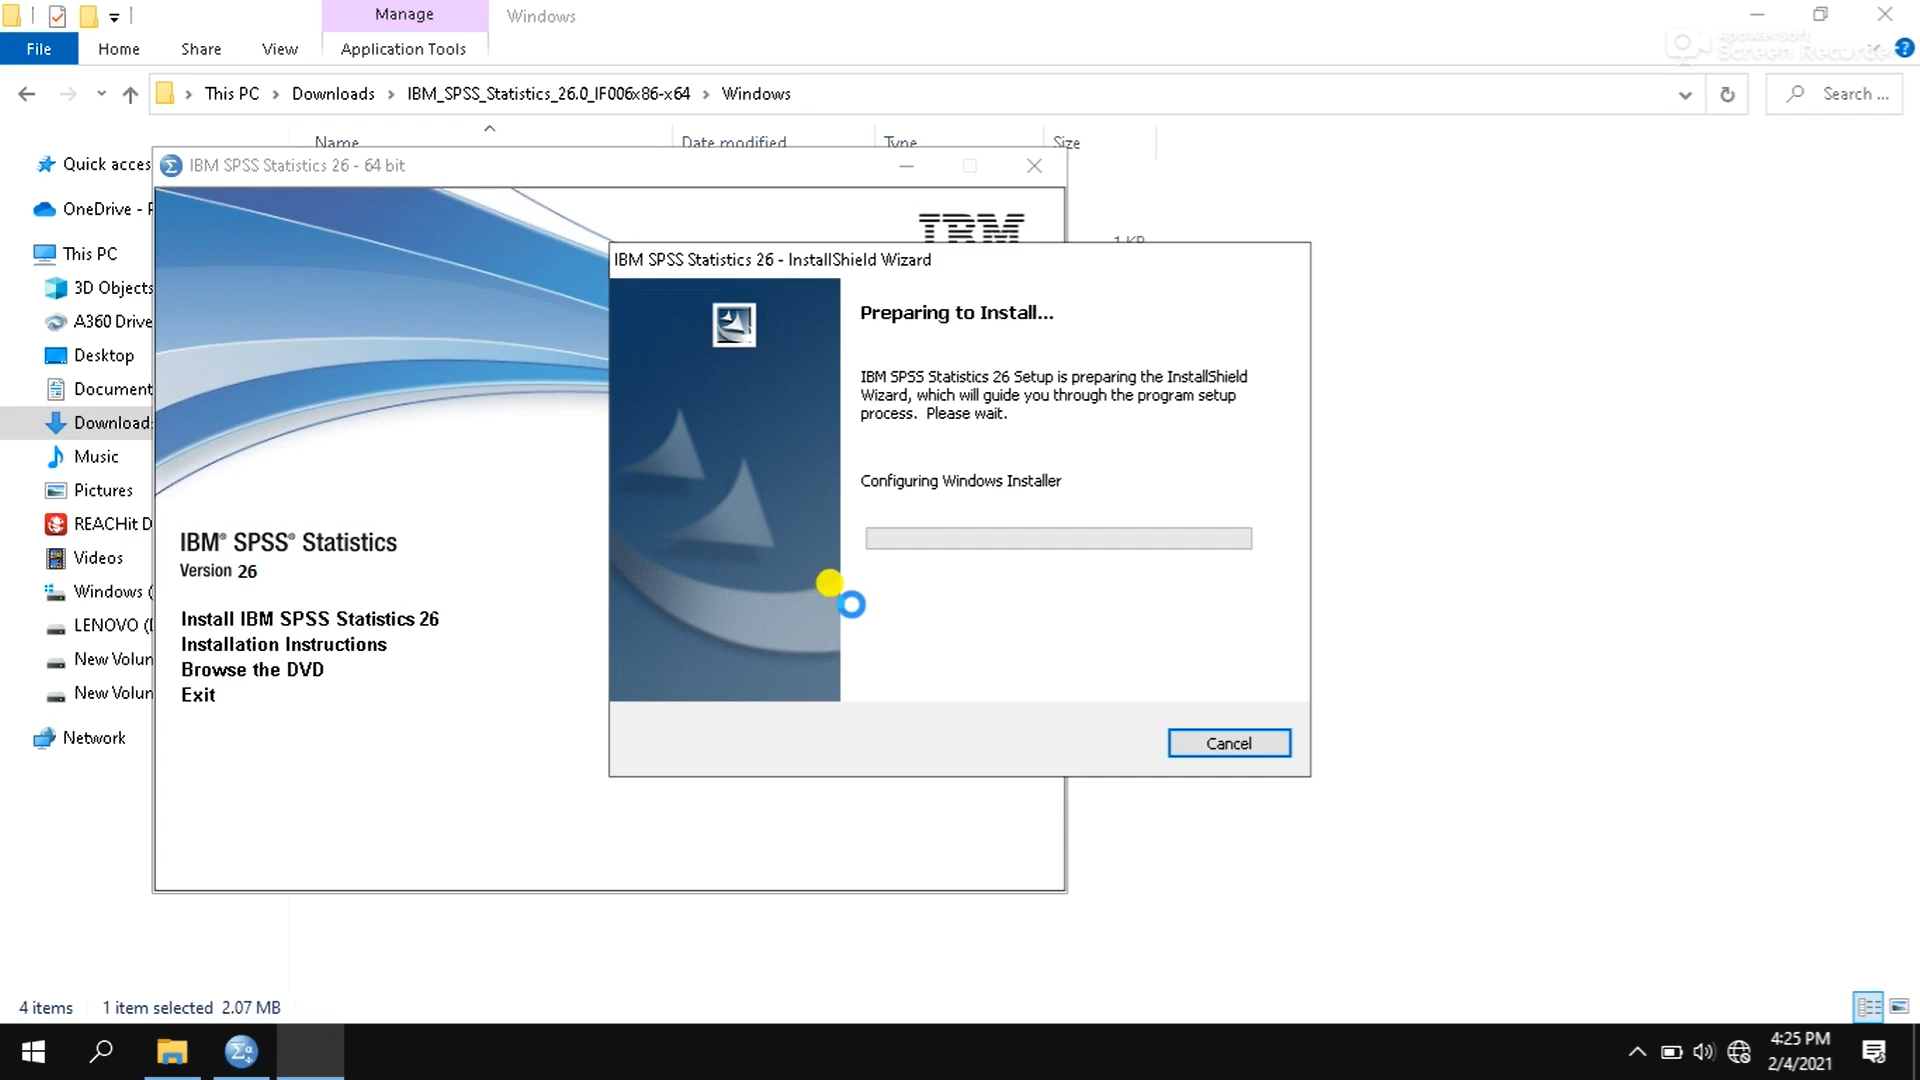 Manage
Windows
File
Home
Share
View
Application Tools
Apowersoft
Screen Recorder
This PC
Downloads
IBM_SPSS_Statistics_26.0_IF006x86-x64
Windows
Search ...
Name
Date modified
Type
Size
Quick acces
OneDrive - P
This PC
3D Objects
A360 Drive
Desktop
Document
Download
Music
Pictures
REACHit D
Videos
Windows (
LENOVO (
New Volun
New Volun
Network
IBM SPSS Statistics 26 - 64 bit
IBM
1 KB
IBM® SPSS® Statistics
Version 26
Install IBM SPSS Statistics 26
Installation Instructions
Browse the DVD
Exit
IBM SPSS Statistics 26 - InstallShield Wizard
Preparing to Install...
IBM SPSS Statistics 26 Setup is preparing the InstallShield
Wizard, which will guide you through the program setup
process. Please wait.
Configuring Windows Installer
Cancel
4 items
1 item selected 2.07 MB
4:25 PM
2/4/2021